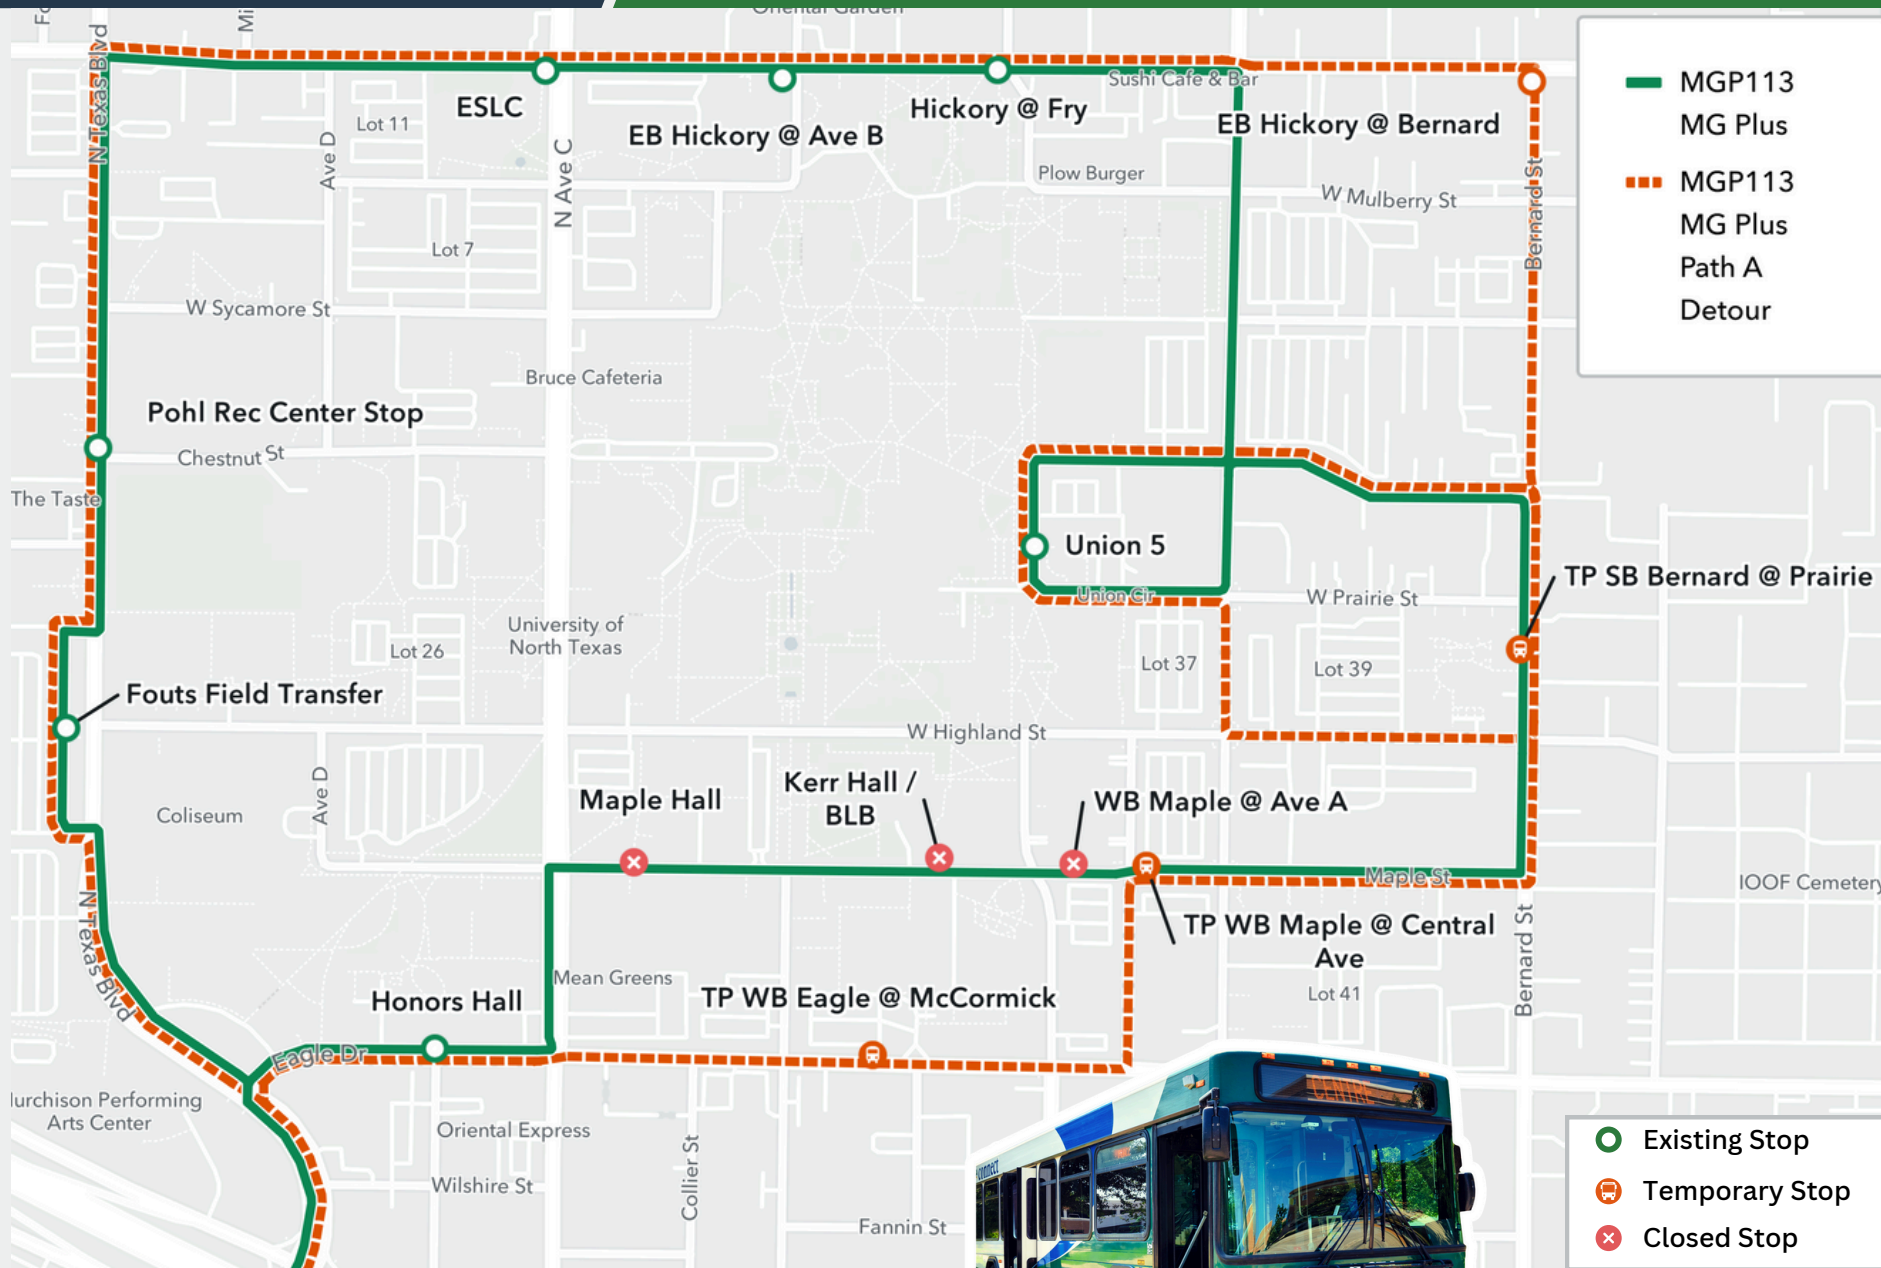 N Texas Blvd
Sushi Cafe & Bar
ESLC
EB Hickory @ Ave B
Hickory @ Fry
EB Hickory @ Bernard
MGP113
MG Plus
MGP113
MG Plus
Path A
Detour
Lot 11
Ave D
N Ave C
Plow Burger
W Mulberry St
Bernard St
Lot 7
W Sycamore St
Bruce Cafeteria
Pohl Rec Center Stop
Chestnut St
The Taste
Union 5
Union Cir
W Prairie St
TP SB Bernard @ Prairie
University of
North Texas
Lot 26
Lot 37
Lot 39
Fouts Field Transfer
W Highland St
Ave D
Coliseum
Maple Hall
Kerr Hall /
BLB
WB Maple @ Ave A
Maple St
IOOF Cemetery
TP WB Maple @ Central
Ave
N Texas Blvd
Mean Greens
Honors Hall
TP WB Eagle @ McCormick
Lot 41
Bernard St
Eagle Dr
Murchison Performing
Arts Center
Oriental Express
Wilshire St
Collier St
Fannin St
CENTRE
connect
Existing Stop
Temporary Stop
Closed Stop